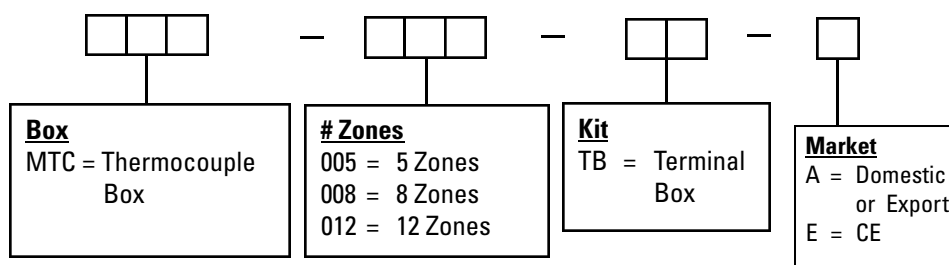 – – –
Box
MTC = Thermocouple
Box
# Zones
005 = 5 Zones
008 = 8 Zones
012 = 12 Zones
Kit
TB = Terminal
Box
Market
A = Domestic
or Export
E = CE